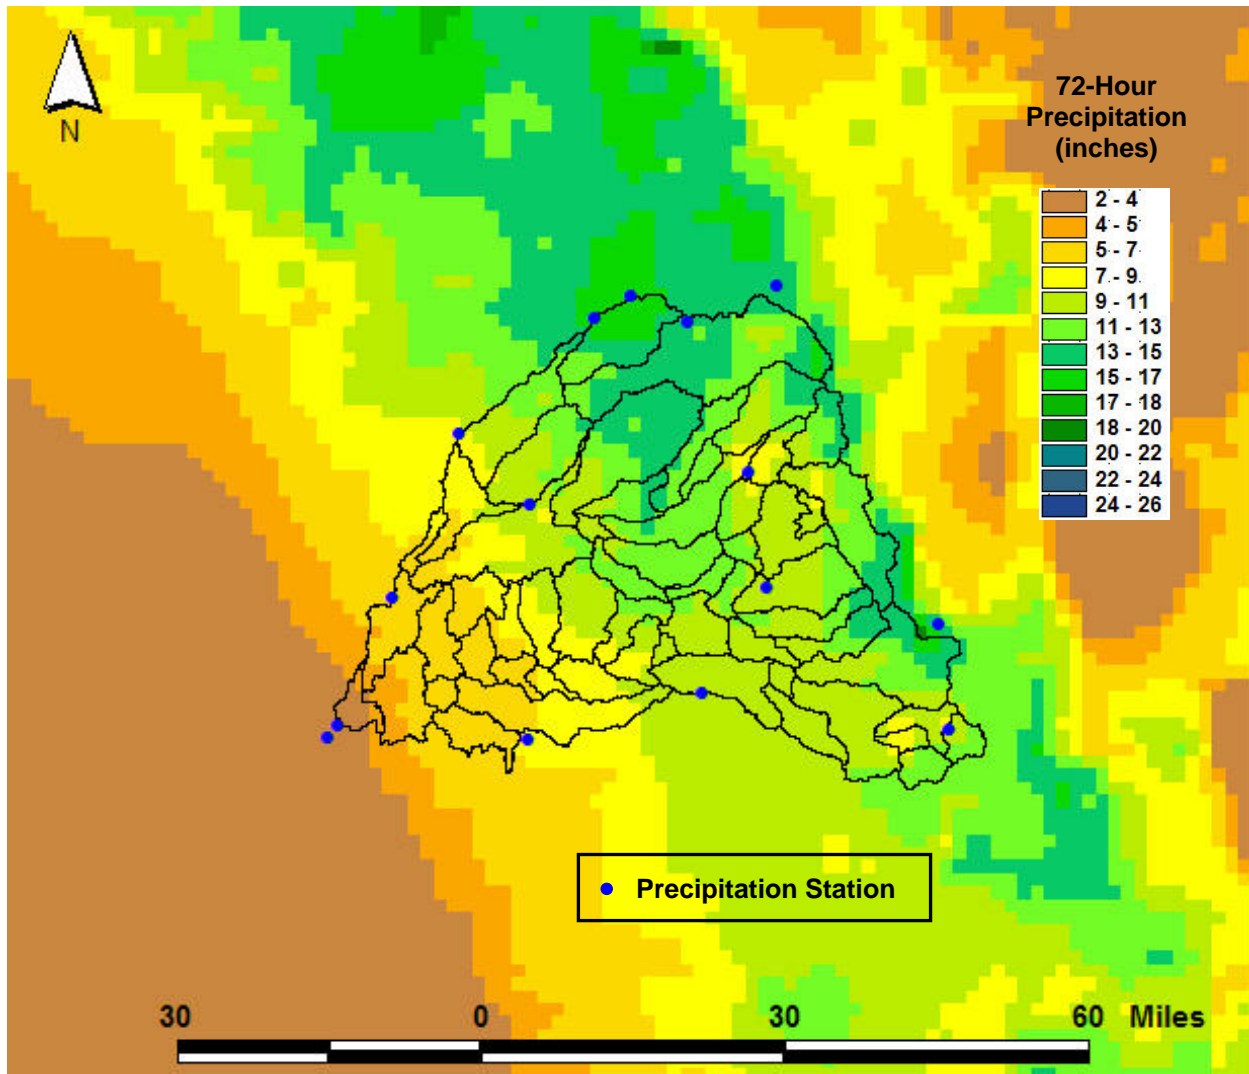 N
72-Hour
Precipitation
(inches)
2 - 4
4 - 5
5 - 7
7 - 9
9 - 11
11 - 13
13 - 15
15 - 17
17 - 18
18 - 20
20 - 22
22 - 24
24 - 26
Precipitation Station
30 0 30 60 Miles